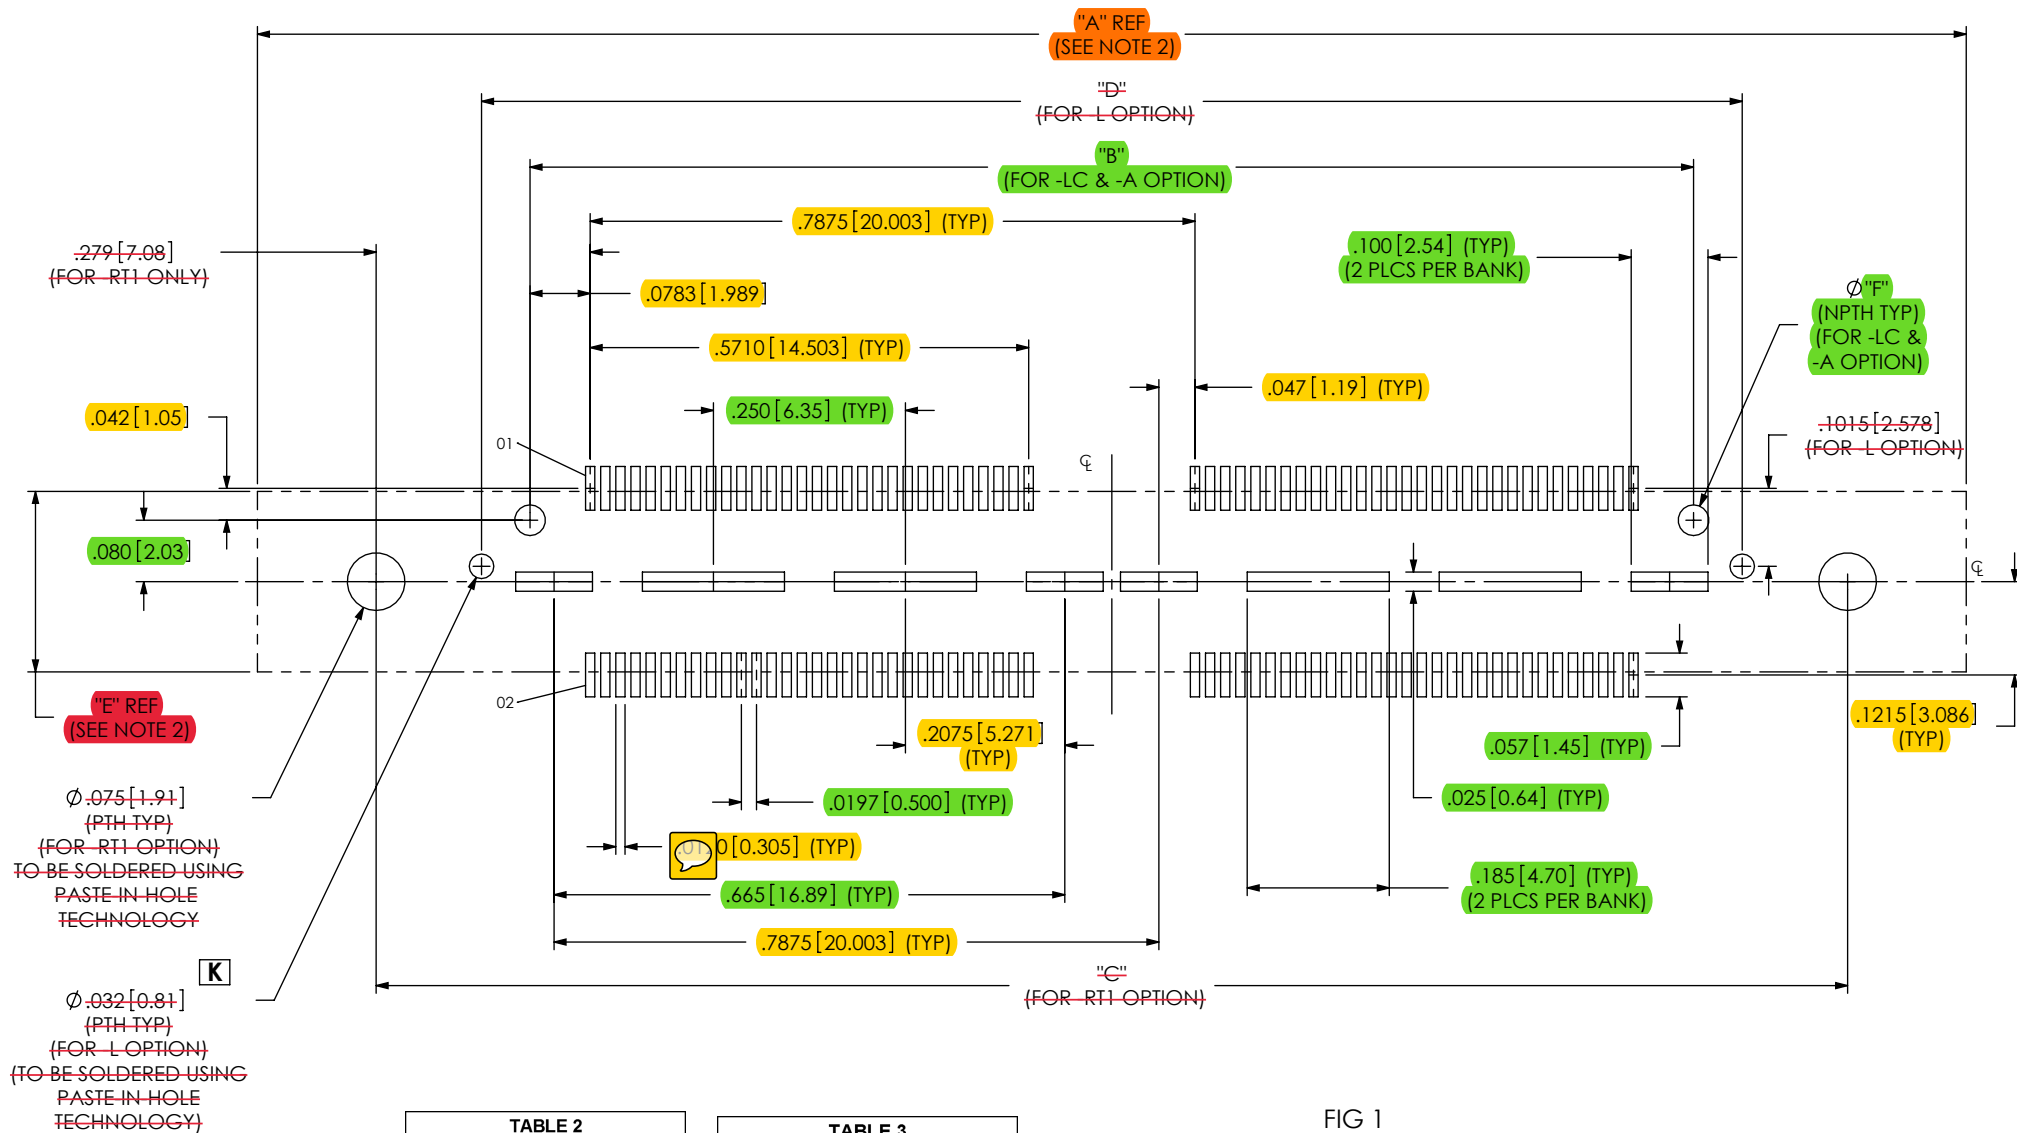 "A" REF
(SEE NOTE 2)
"D"
(FOR -L OPTION)
"B"
(FOR -LC & -A OPTION)
.7875[20.003] (TYP)
.279[7.08]
(FOR -RT1 ONLY)
.100[2.54] (TYP)
(2 PLCS PER BANK)
.0783[1.989]
Ø"F"
(NPTH TYP)
(FOR -LC &
-A OPTION)
.5710[14.503] (TYP)
.047[1.19] (TYP)
.042[1.05]
.250[6.35] (TYP)
.1015[2.578]
(FOR -L OPTION)
01
℄
.080[2.03]
℄
02
"E" REF
(SEE NOTE 2)
.2075[5.271]
(TYP)
.1215[3.086]
(TYP)
.057[1.45] (TYP)
Ø.075[1.91]
(PTH TYP)
(FOR -RT1 OPTION)
TO BE SOLDERED USING
PASTE-IN-HOLE
TECHNOLOGY
.0197[0.500] (TYP)
.025[0.64] (TYP)
[0.305] (TYP)
.665[16.89] (TYP)
.185[4.70] (TYP)
(2 PLCS PER BANK)
.7875[20.003] (TYP)
K
"C"
(FOR -RT1 OPTION)
Ø.032[0.81]
(PTH TYP)
(FOR -L OPTION)
(TO BE SOLDERED USING
PASTE-IN-HOLE
TECHNOLOGY)
TABLE 2
TABLE 3
FIG 1